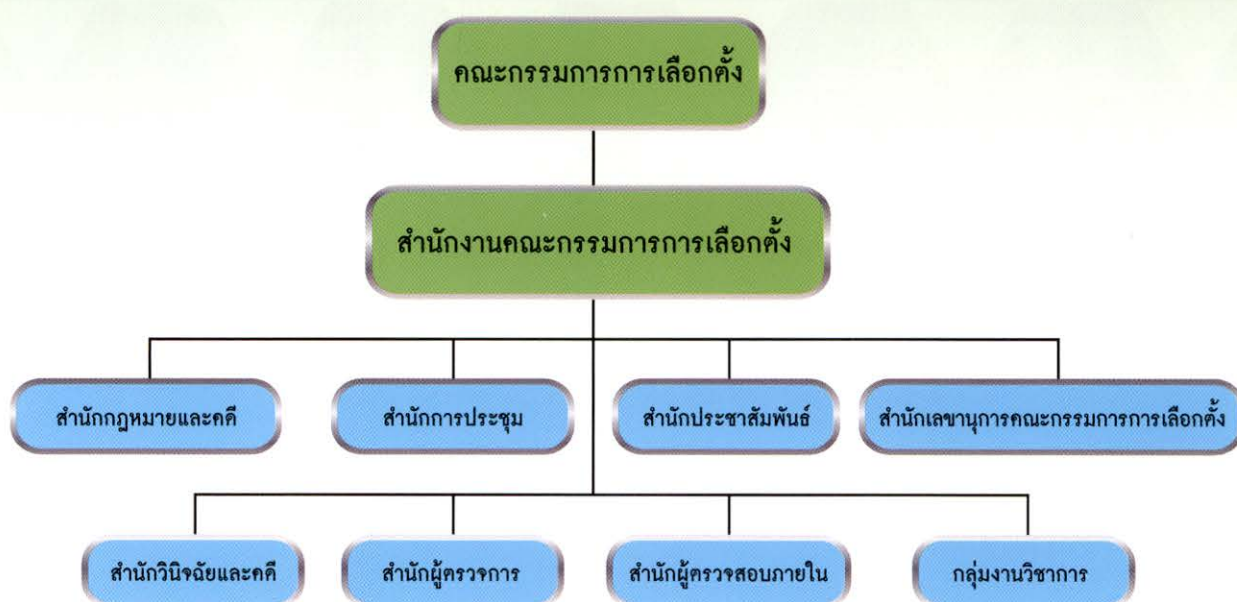 คณะกรรมการการเลือกตั้ง
สำนักงานคณะกรรมการการเลือกตั้ง
สำนักกฎหมายและคดี
สำนักการประชุม
สำนักประชาสัมพันธ์
สำนักเลขานุการคณะกรรมการการเลือกตั้ง
สำนักวินิจฉัยและคดี
สำนักผู้ตรวจการ
สำนักผู้ตรวจสอบภายใน
กลุ่มงานวิชาการ